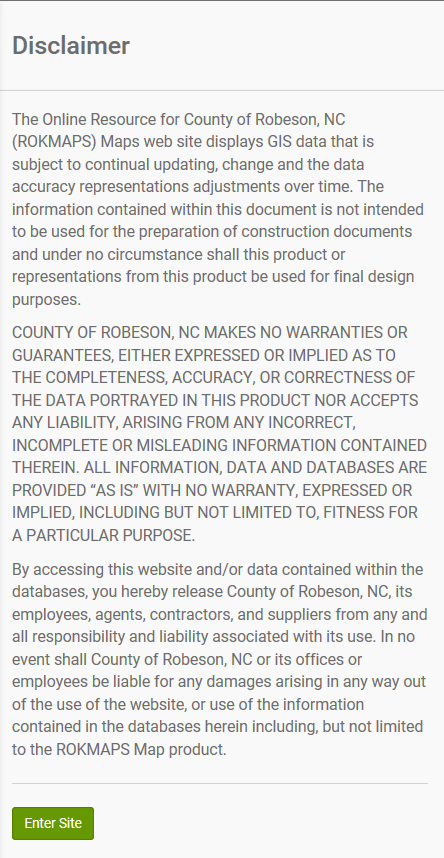 Disclaimer
The Online Resource for County of Robeson, NC
(ROKMAPS) Maps web site displays GIS data that is
subject to continual updating, change and the data
accuracy representations adjustments over time. The
information contained within this document is not intended
to be used for the preparation of construction documents
and under no circumstance shall this product or
representations from this product be used for final design
purposes.
COUNTY OF ROBESON, NC MAKES NO WARRANTIES OR
GUARANTEES, EITHER EXPRESSED OR IMPLIED AS TO
THE COMPLETENESS, ACCURACY, OR CORRECTNESS OF
THE DATA PORTRAYED IN THIS PRODUCT NOR ACCEPTS
ANY LIABILITY, ARISING FROM ANY INCORRECT,
INCOMPLETE OR MISLEADING INFORMATION CONTAINED
THEREIN. ALL INFORMATION, DATA AND DATABASES ARE
PROVIDED “AS IS” WITH NO WARRANTY, EXPRESSED OR
IMPLIED, INCLUDING BUT NOT LIMITED TO, FITNESS FOR
A PARTICULAR PURPOSE.
By accessing this website and/or data contained within the
databases, you hereby release County of Robeson, NC, its
employees, agents, contractors, and suppliers from any and
all responsibility and liability associated with its use. In no
event shall County of Robeson, NC or its offices or
employees be liable for any damages arising in any way out
of the use of the website, or use of the information
contained in the databases herein including, but not limited
to the ROKMAPS Map product.
Enter Site